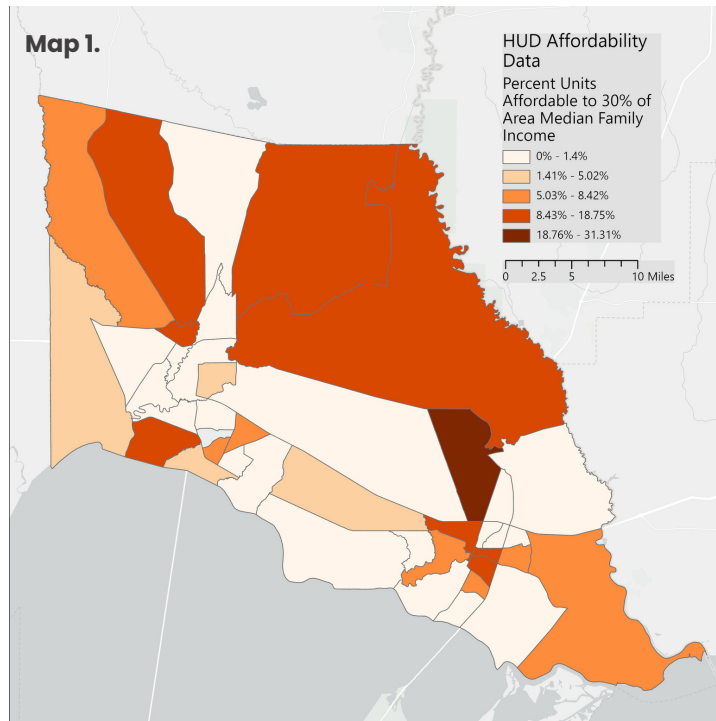 Map 1.
HUD Affordability
Data
Percent Units
Affordable to 30% of
Area Median Family
Income
0% - 1.4%
1.41% - 5.02%
5.03% - 8.42%
8.43% - 18.75%
18.76% - 31.31%
0 2.5 5 10 Miles